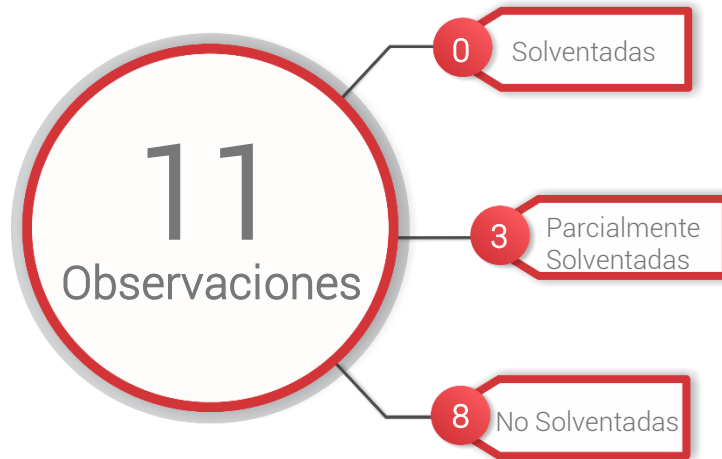 11
Observaciones
0
Solventadas
3
Parcialmente
Solventadas
8
No Solventadas